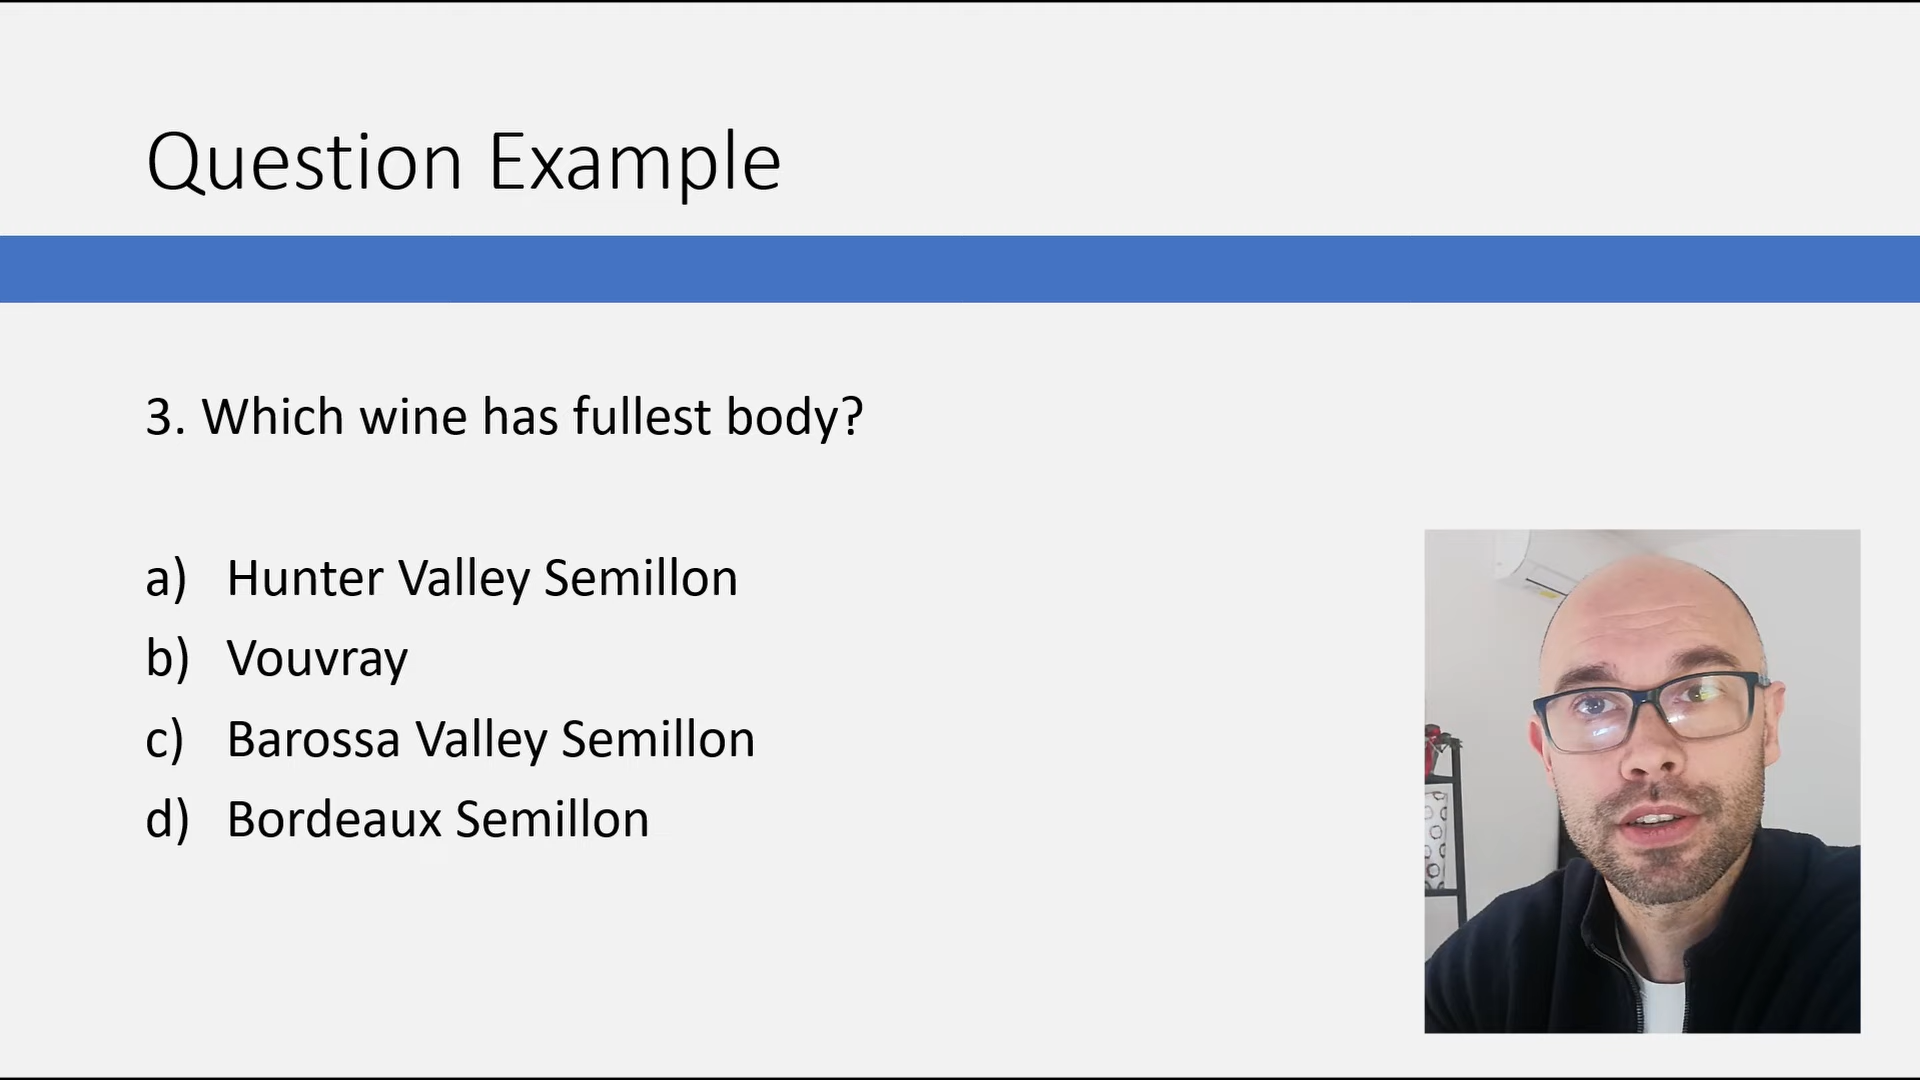 Question Example
3. Which wine has fullest body?
a) Hunter Valley Semillon
b) Vouvray
c) Barossa Valley Semillon
d) Bordeaux Semillon